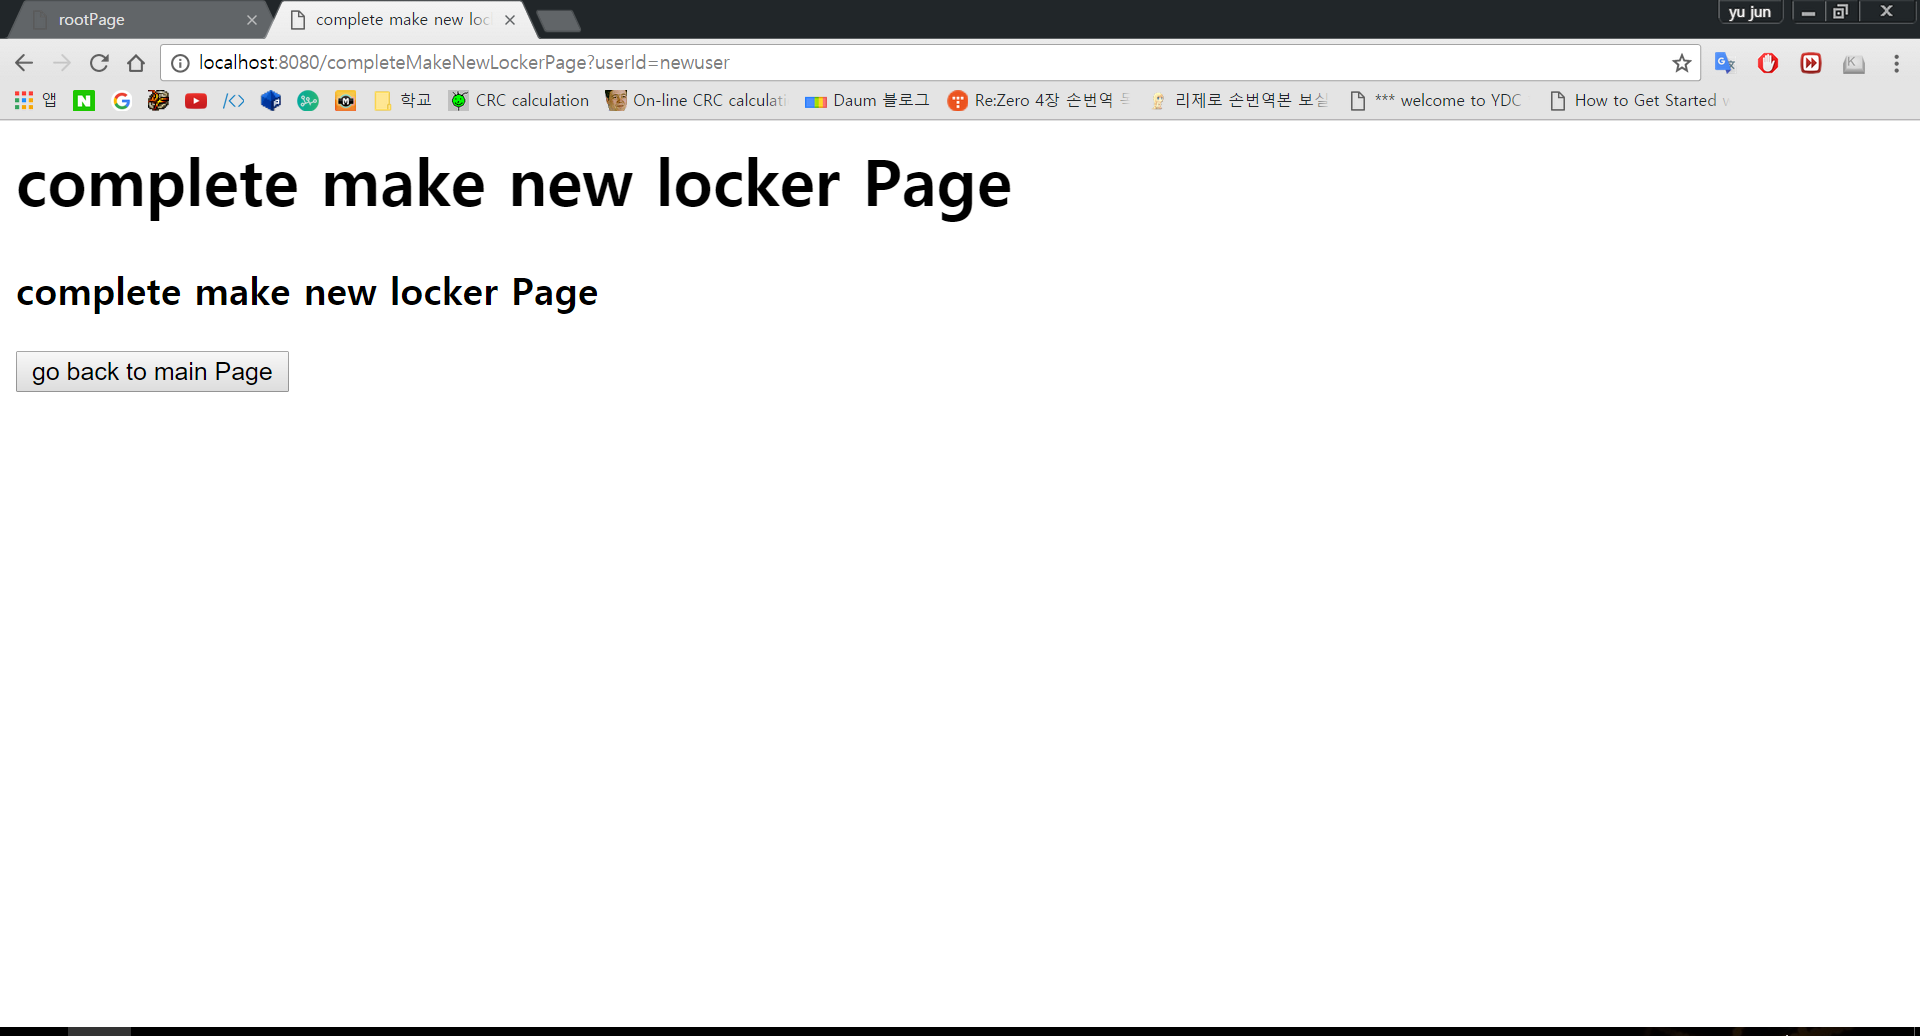 rootPage
complete make new loc
yu jun
localhost:8080/completeMakeNewLockerPage?userId=newuser
앱 학교 CRC calculation On-line CRC calculati Daum 블로그 Re:Zero 4장 손번역 리제로 손번역본 보실 *** welcome to YDC How to Get Started
complete make new locker Page
complete make new locker Page
go back to main Page